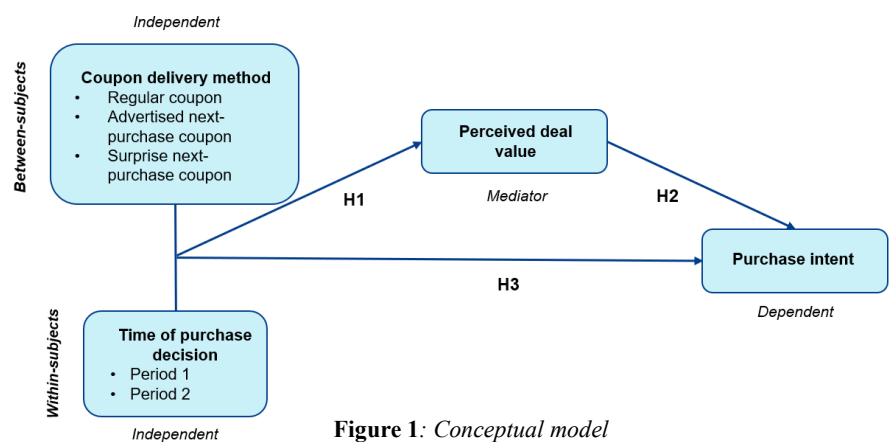 Independent
Between-subjects
Coupon delivery method
• Regular coupon
• Advertised next-
purchase coupon
• Surprise next-
purchase coupon
Perceived deal
value
Mediator
H1
H2
Purchase intent
Dependent
H3
Within-subjects
Time of purchase
decision
• Period 1
• Period 2
Independent
Figure 1: Conceptual model